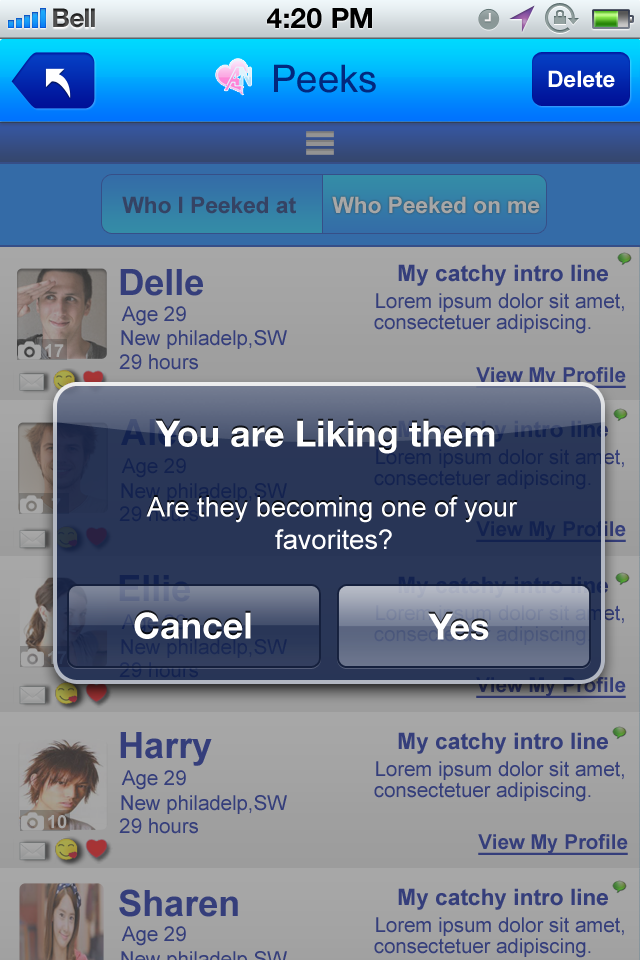 Bell 4:20 PM
AN Peeks Delete
Who I Peeked at Who Peeked on me
Delle
Age 29
New philadelp,SW
29 hours
17
My catchy intro line
Lorem ipsum dolor sit amet,
consectetuer adipiscing.
View My Profile
Age 29
New philadelp,SW
29 hours
My catchy intro line
Lorem ipsum dolor sit amet,
consectetuer adipiscing.
View My Profile
You are Liking them
Are they becoming one of your
favorites?
Cancel Yes
Ellie
Age 29
New philadelp,SW
29 hours
My catchy intro line
Lorem ipsum dolor sit amet,
consectetuer adipiscing.
View My Profile
Harry
Age 29
New philadelp,SW
29 hours
10
My catchy intro line
Lorem ipsum dolor sit amet,
consectetuer adipiscing.
View My Profile
Sharen
Age 29
New philadelp,SW
My catchy intro line
Lorem ipsum dolor sit amet,
consectetuer adipiscing.